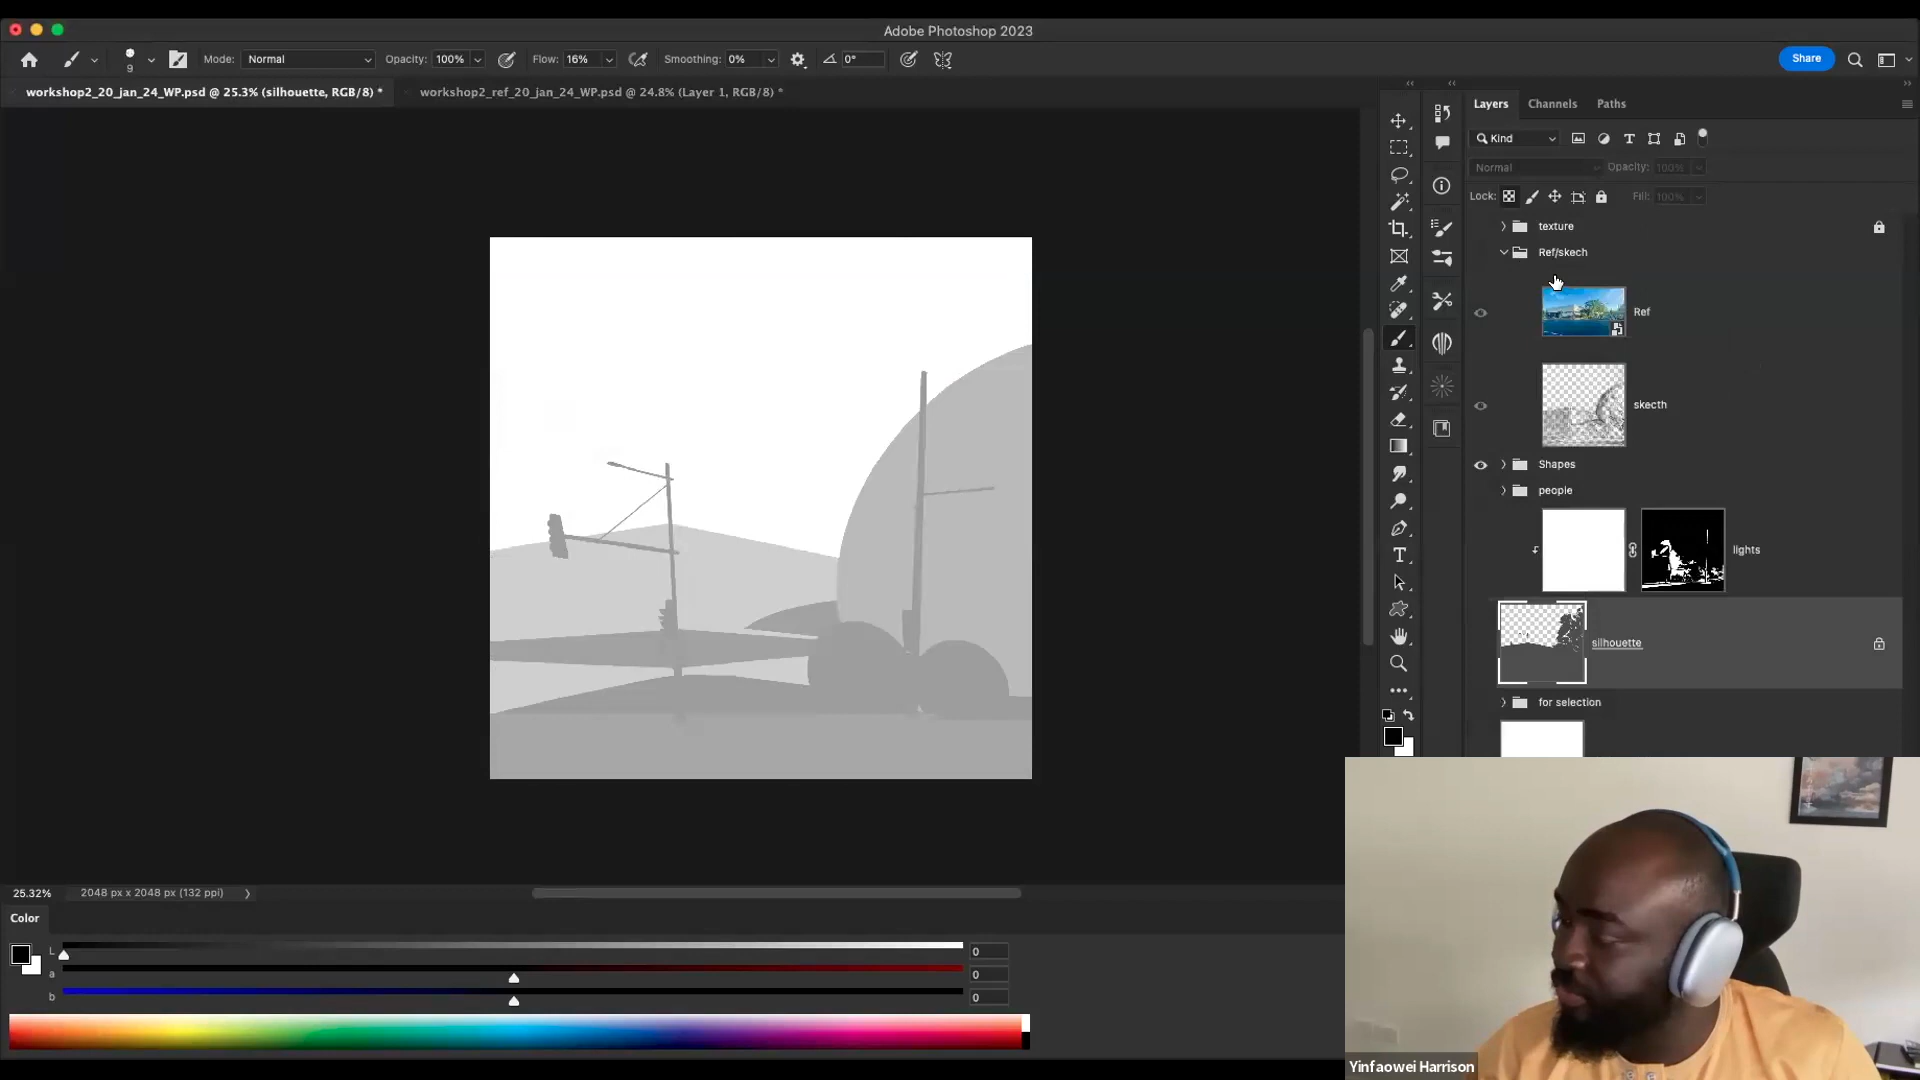 Adobe Photoshop 2023
9
Mode: Normal
Opacity: 100%
Flow: 16%
Smoothing: 0%
0°
Share
workshop2_20_jan_24_WP.psd @ 25.3% (silhouette, RGB/8) *
workshop2_ref_20_jan_24_WP.psd @ 24.8% (Layer 1, RGB/8) *
Layers
Channels
Paths
Kind
Normal
Opacity: 100%
Lock:
Fill: 100%
texture
Ref/skech
Ref
skecth
Shapes
people
lights
silhouette
for selection
25.32%
2048 px x 2048 px (132 ppi)
Color
L
0
a
0
b
0
Yinfaowei Harrison